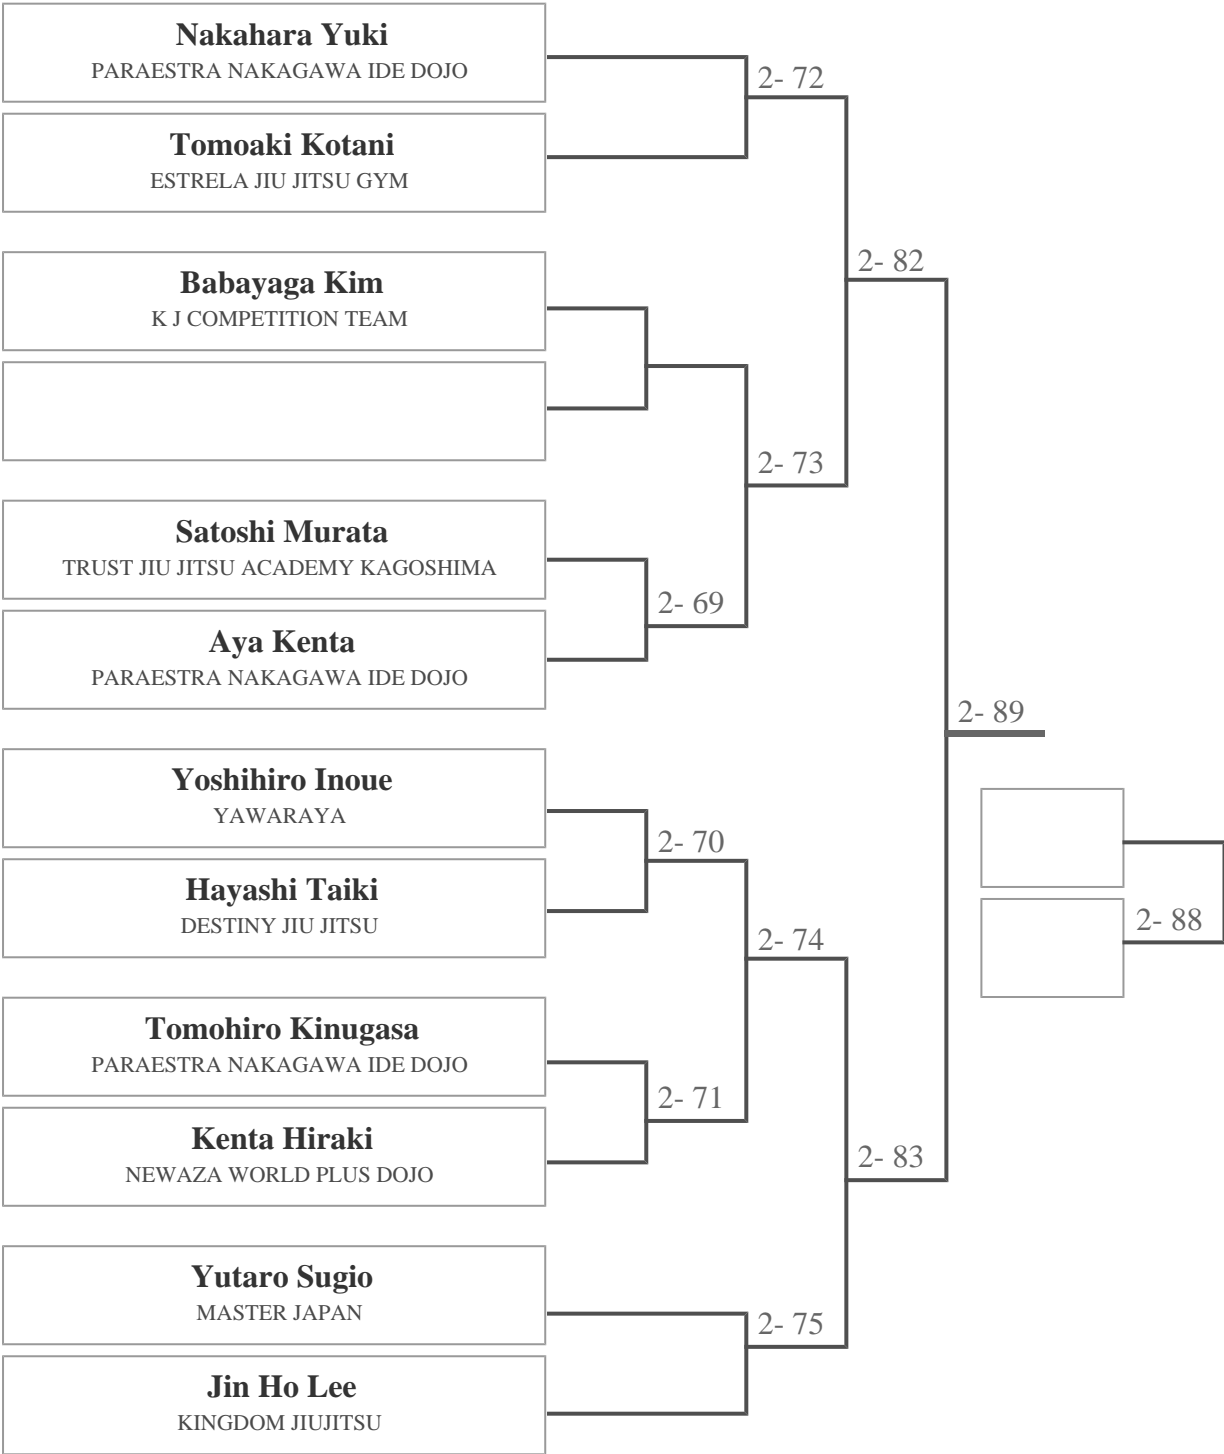 Nakahara Yuki
PARAESTRA NAKAGAWA IDE DOJO
2- 72
Tomoaki Kotani
ESTRELA JIU JITSU GYM
2- 82
Babayaga Kim
K J COMPETITION TEAM
2- 73
Satoshi Murata
TRUST JIU JITSU ACADEMY KAGOSHIMA
2- 69
Aya Kenta
PARAESTRA NAKAGAWA IDE DOJO
2- 89
Yoshihiro Inoue
YAWARAYA
2- 70
Hayashi Taiki
DESTINY JIU JITSU
2- 88
2- 74
Tomohiro Kinugasa
PARAESTRA NAKAGAWA IDE DOJO
2- 71
Kenta Hiraki
NEWAZA WORLD PLUS DOJO
2- 83
Yutaro Sugio
MASTER JAPAN
2- 75
Jin Ho Lee
KINGDOM JIUJITSU